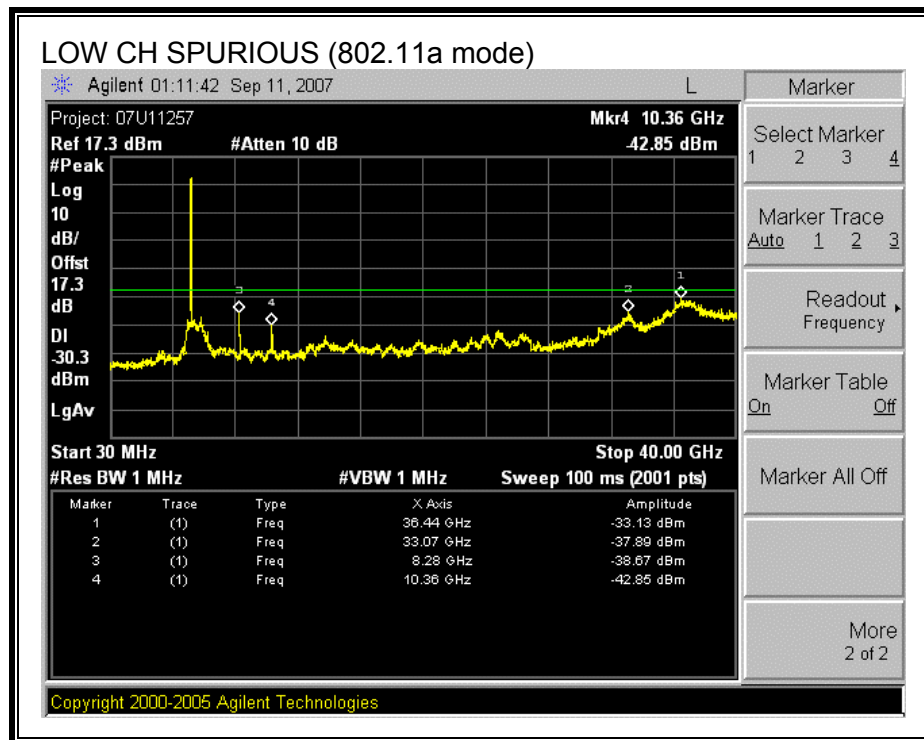 LOW CH SPURIOUS (802.11a mode)
Agilent 01:11:42 Sep 11, 2007 L
Project: 07U11257 Mkr4 10.36 GHz
Ref 17.3 dBm #Atten 10 dB -42.85 dBm
#Peak
Log
10
dB/
Offst
17.3
dB
DI
-30.3
dBm
LgAv
1
2
3
4
Start 30 MHz Stop 40.00 GHz
#Res BW 1 MHz #VBW 1 MHz Sweep 100 ms (2001 pts)
Marker Trace Type X Axis Amplitude
1 (1) Freq 36.44 GHz -33.13 dBm
2 (1) Freq 33.07 GHz -37.89 dBm
3 (1) Freq 8.28 GHz -38.67 dBm
4 (1) Freq 10.36 GHz -42.85 dBm
Marker
Select Marker
1 2 3 4
Marker Trace
Auto 1 2 3
Readout
Frequency
Marker Table
On Off
Marker All Off
More
2 of 2
Copyright 2000-2005 Agilent Technologies